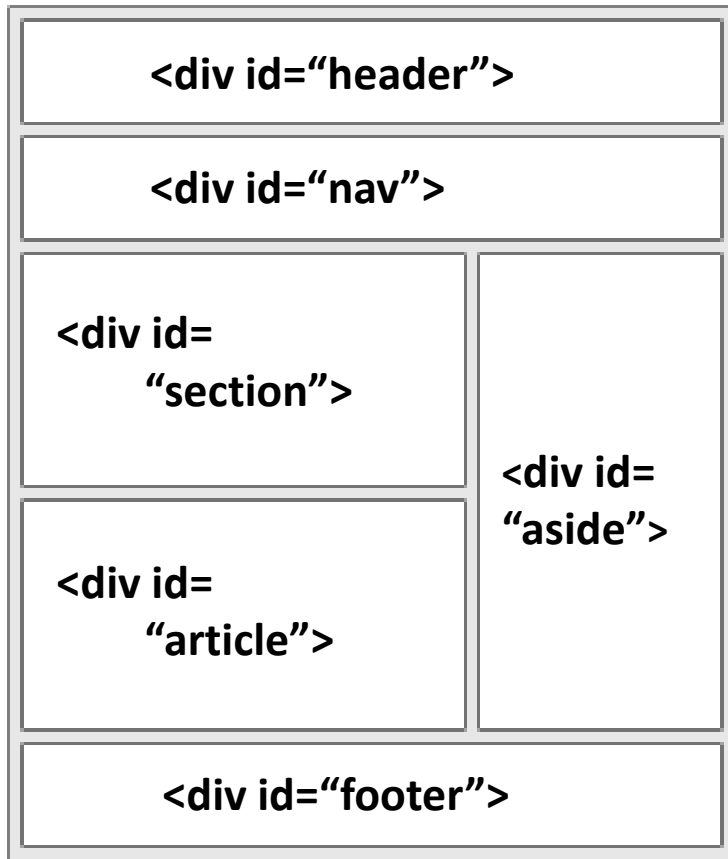 <div id=“header”>
<div id=“nav”>
<div id=
“section”>
<div id=
“article”>
<div id=
“aside”>
<div id=“footer”>